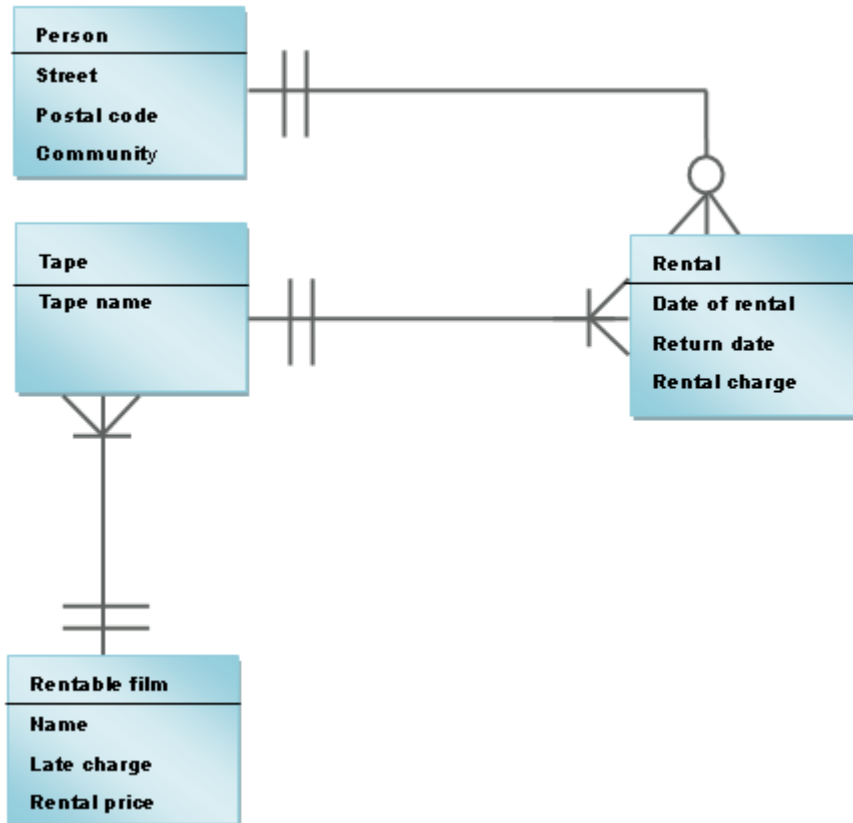 Person
Street
Postal code
Community
Tape
Tape name
Rental
Date of rental
Return date
Rental charge
Rentable film
Name
Late charge
Rental price